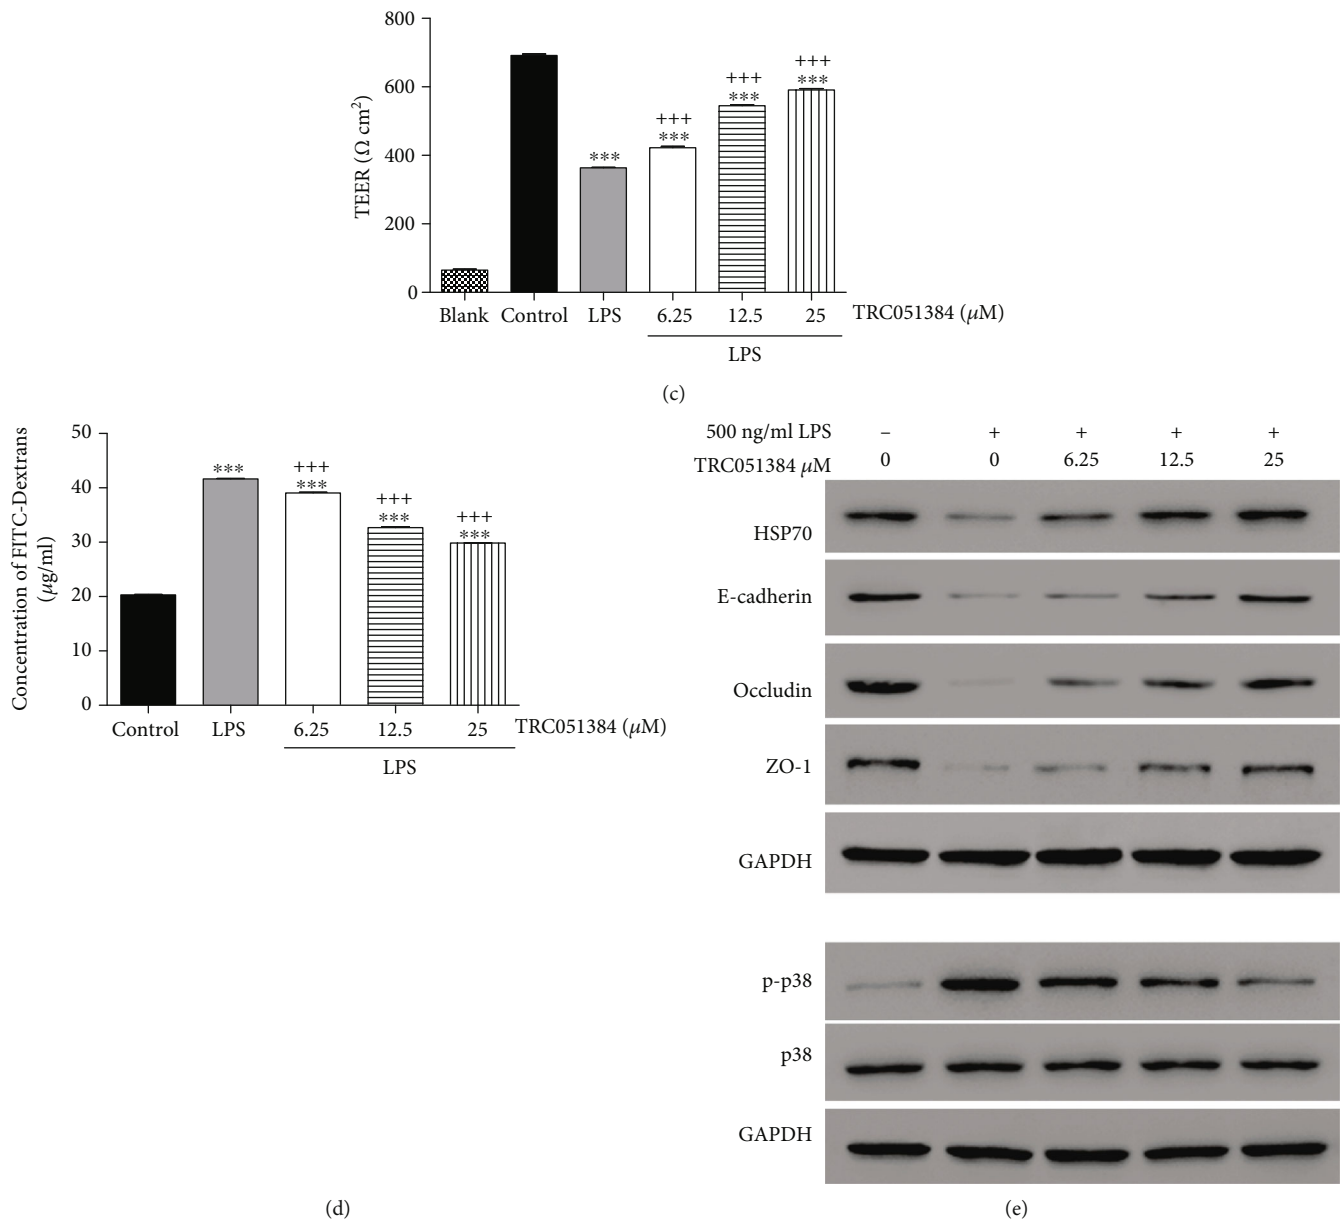 800
600
400
200
0
TEER (Ω cm²)
***
+++
***
+++
***
+++
***
Blank Control LPS 6.25 12.5 25 TRC051384 (μM)
LPS
(c)
50
40
30
20
10
0
Concentration of FITC-Dextrans
(μg/ml)
***
+++
***
+++
***
+++
***
Control LPS 6.25 12.5 25 TRC051384 (μM)
LPS
(d)
500 ng/ml LPS – + + + +
TRC051384 μM 0 0 6.25 12.5 25
HSP70
E-cadherin
Occludin
ZO-1
GAPDH
p-p38
p38
GAPDH
(e)